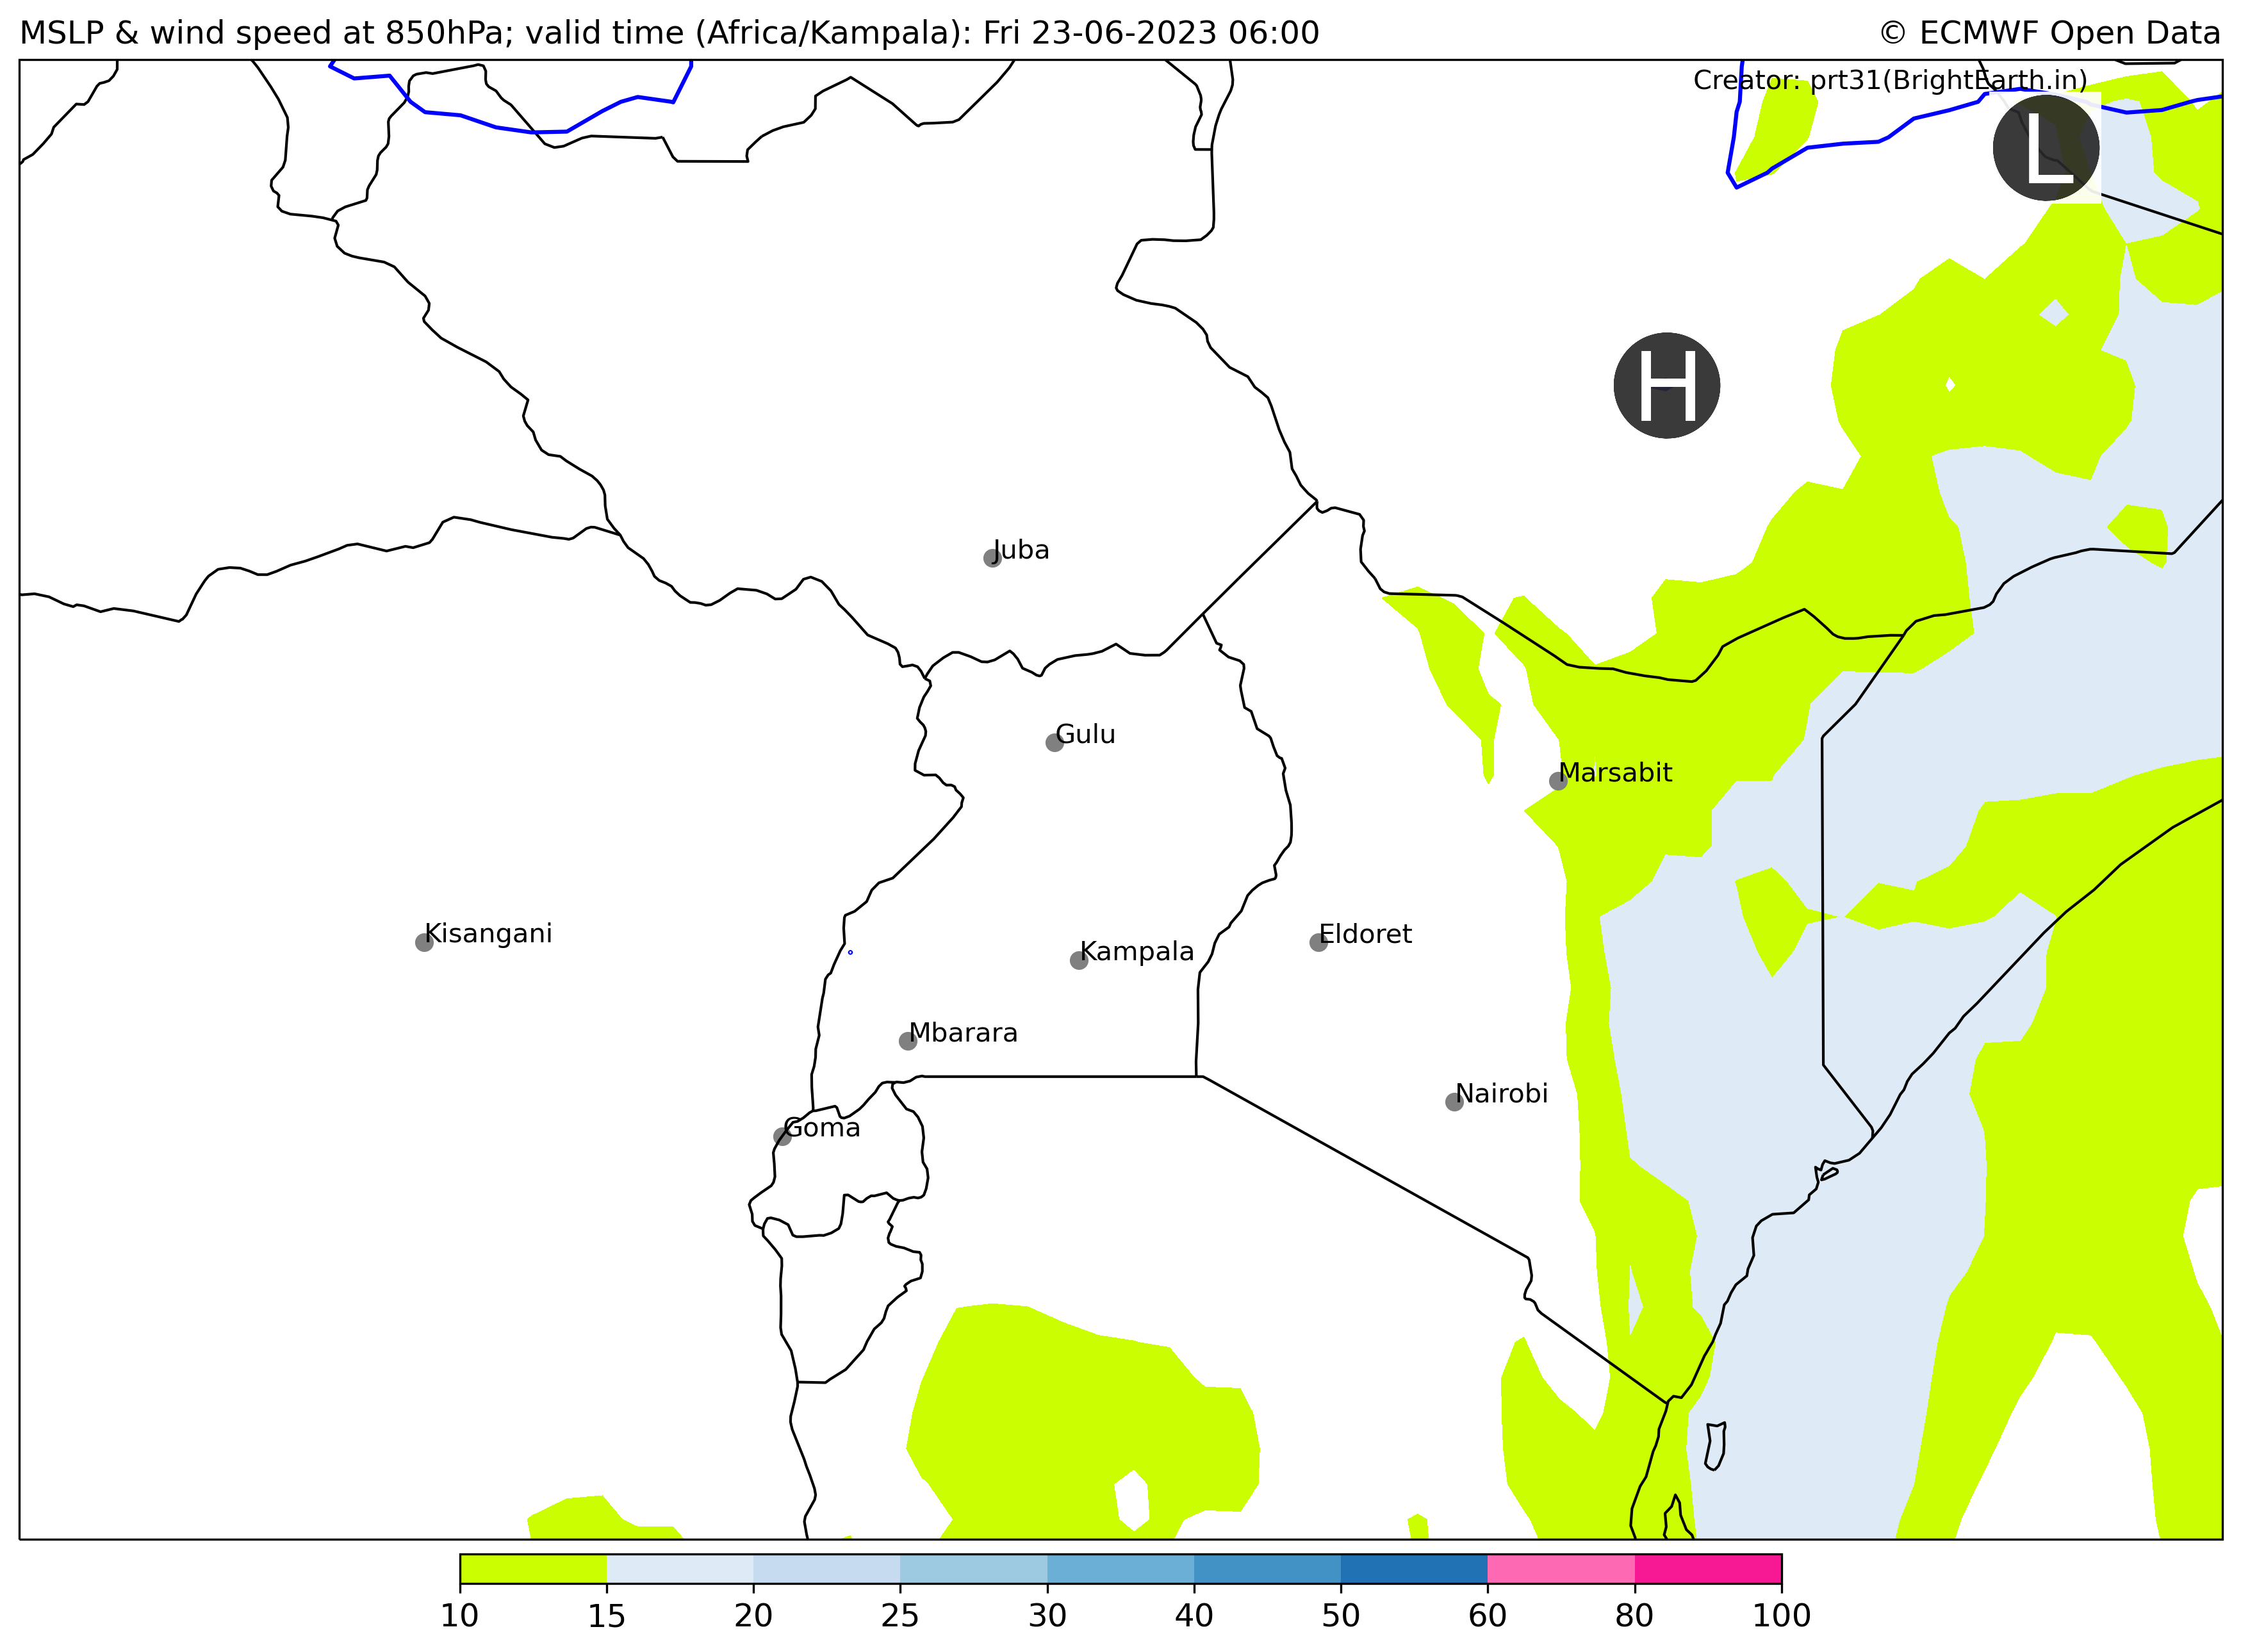 MSLP & wind speed at 850hPa; valid time (Africa/Kampala): Fri 23-06-2023 06:00
© ECMWF Open Data
Creator: prt31(BrightEarth.in)
L
H
Juba
Gulu
Marsabit
Kisangani
Eldoret
Kampala
Mbarara
Nairobi
Goma
10 15 20 25 30 40 50 60 80 100